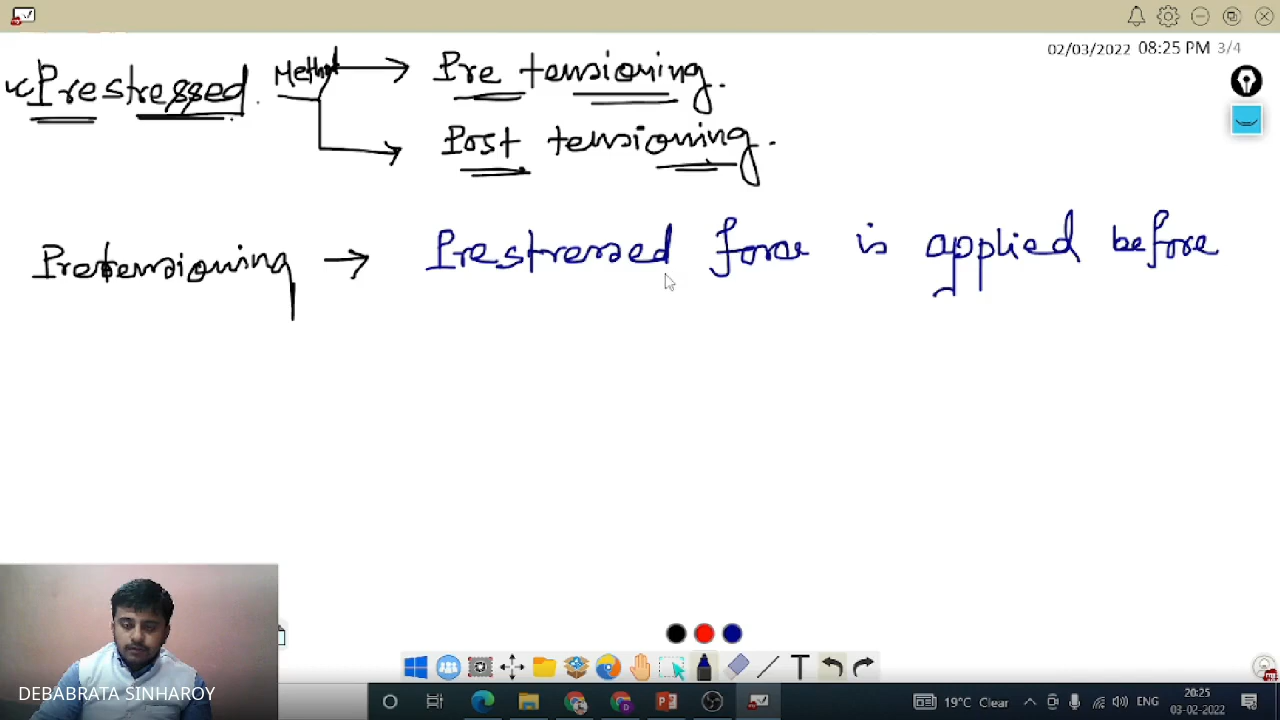 02/03/2022 08:25 PM 3/4
Prestressed. Method Pre tensioning.
Post tensioning.
Pretensioning → Prestressed force is applied before
DEBABRATA SINHAROY
T
19°C Clear ENG 20:25
03-02-2022